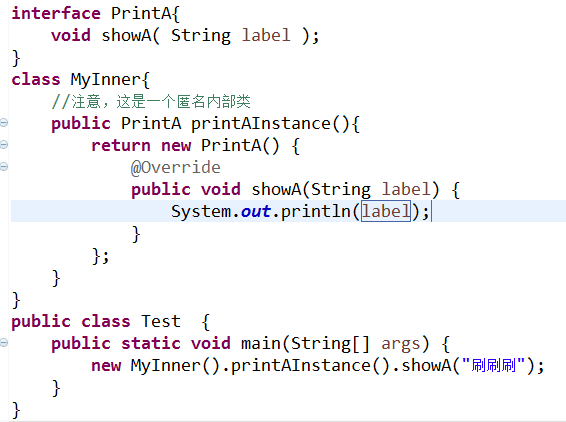 interface PrintA{
    void showA( String label );
}
class MyInner{
    //注意，这是一个匿名内部类
    public PrintA printAInstance(){
        return new PrintA() {
            @Override
            public void showA(String label) {
                System.out.println(label);
            }
        };
    }
}
public class Test  {
    public static void main(String[] args) {
        new MyInner().printAInstance().showA("刷刷刷");
    }
}